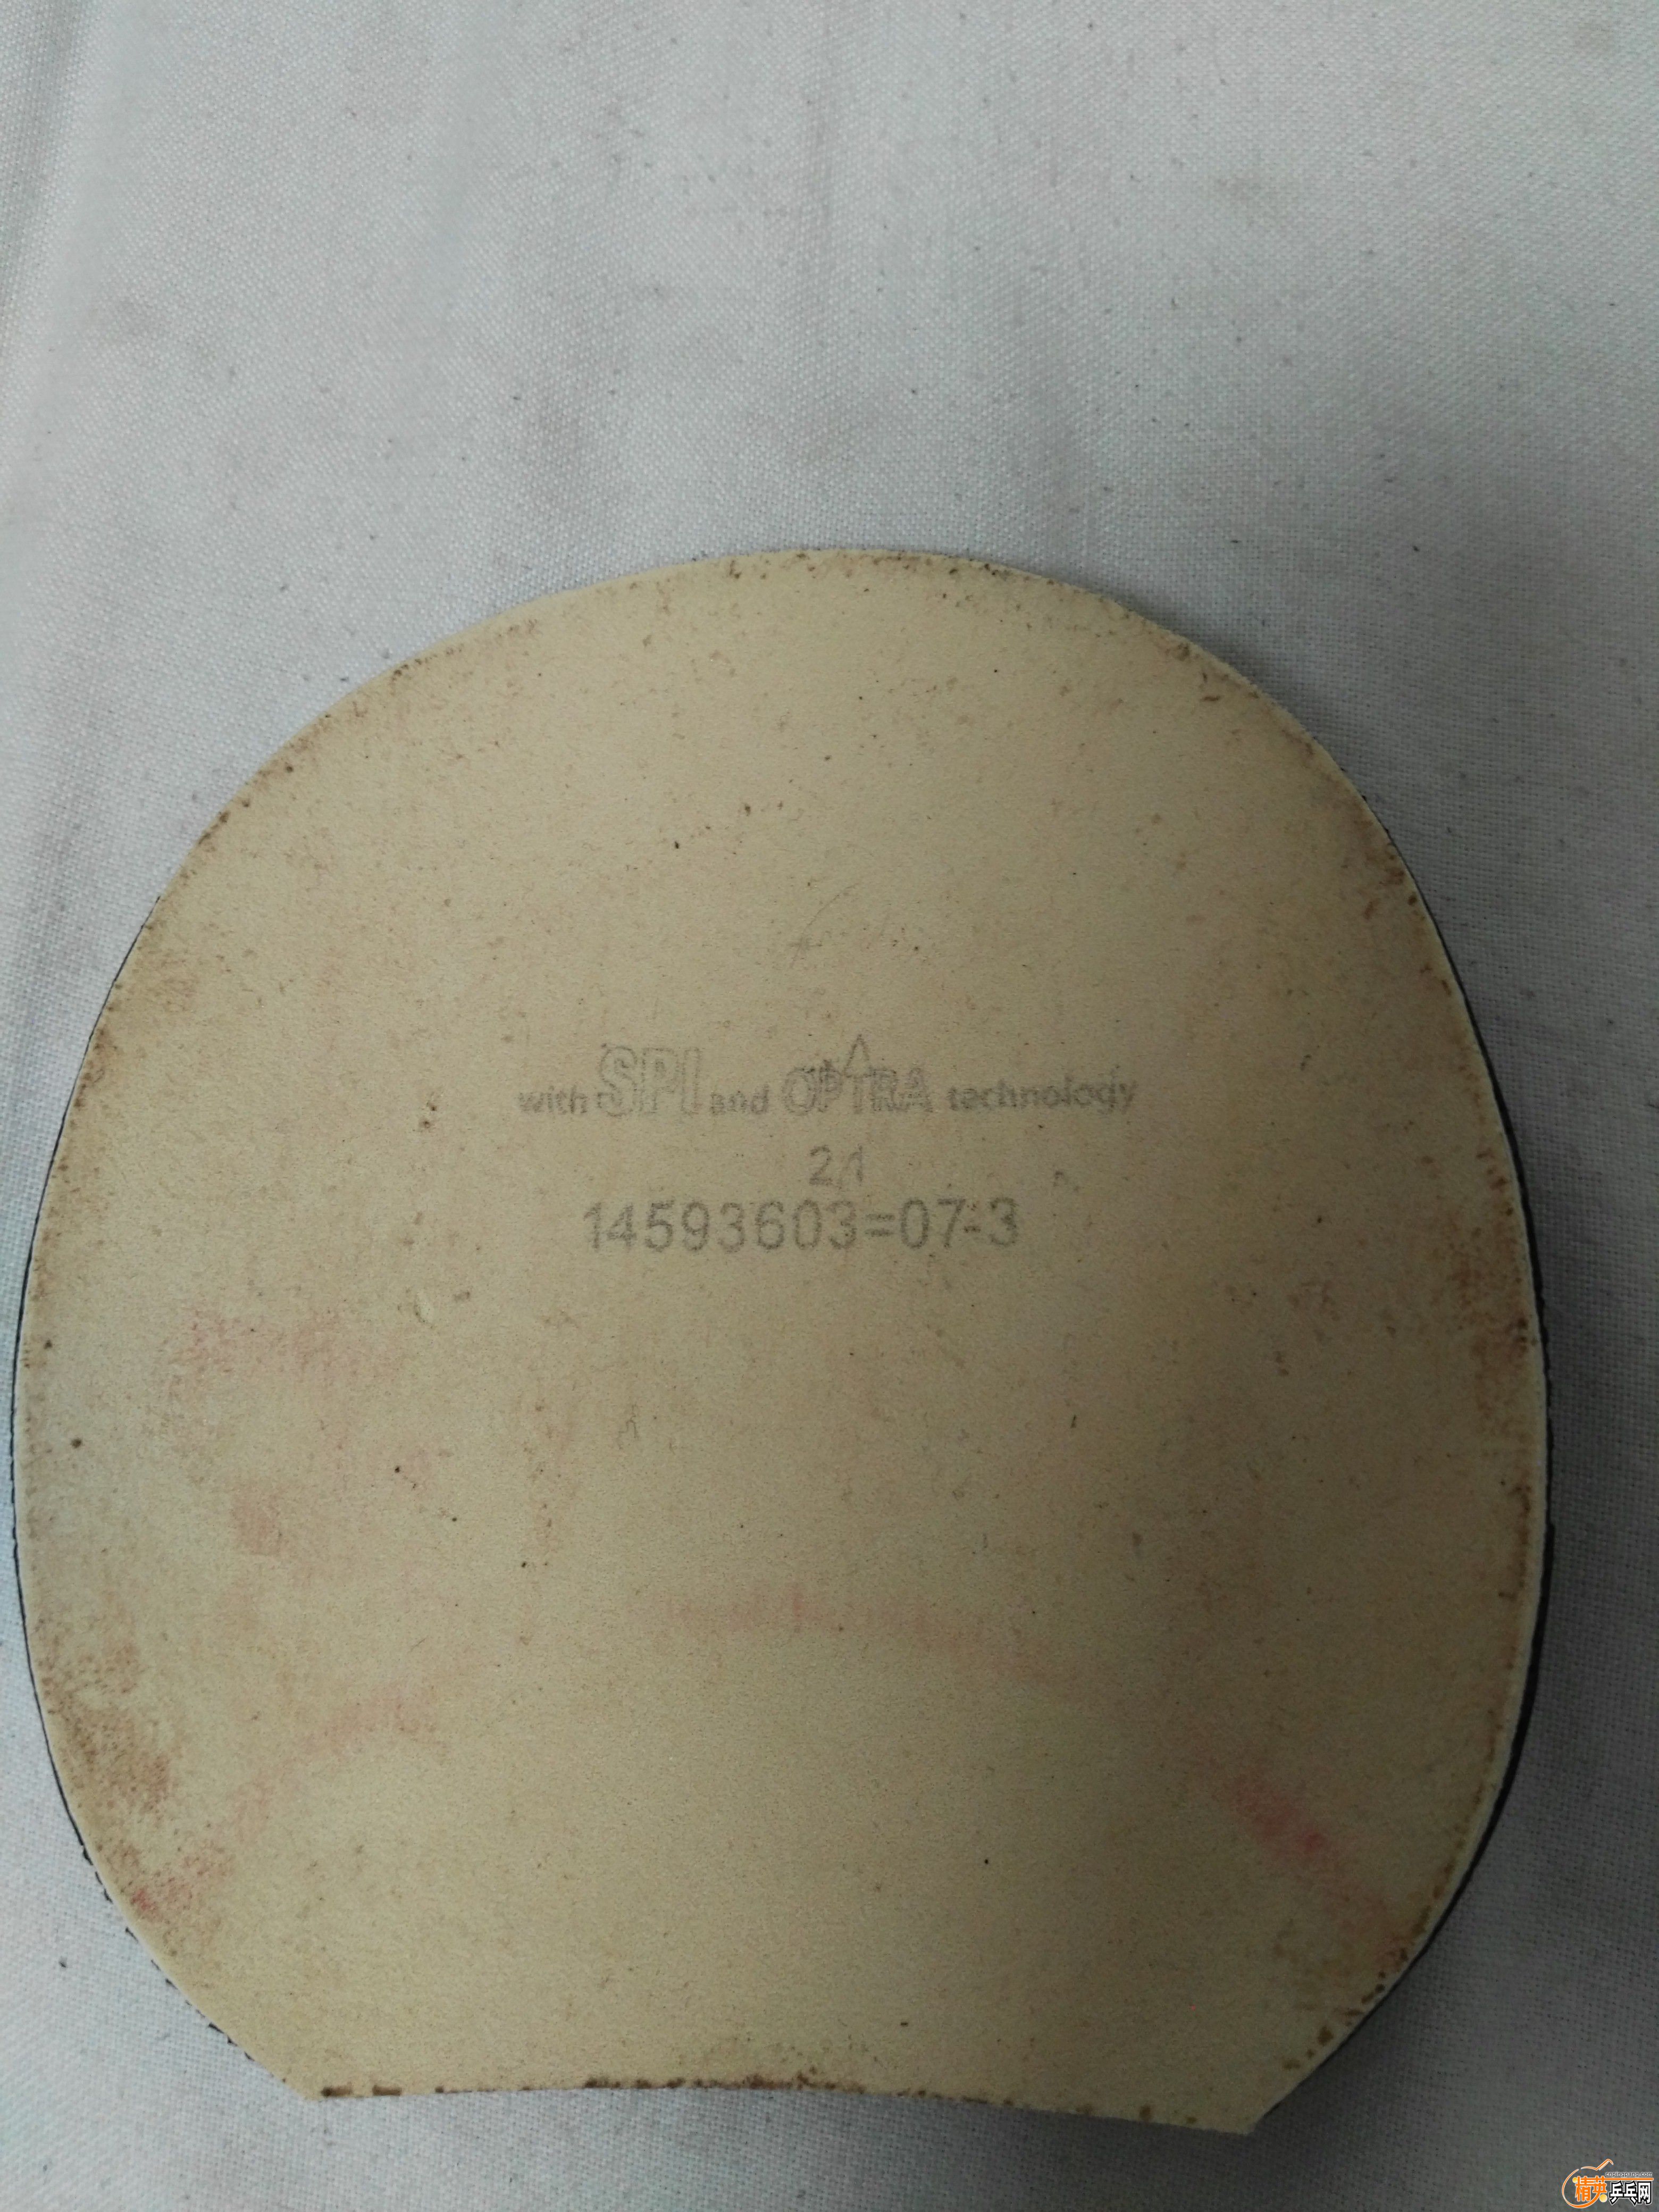 with SPI and OPTRA technology
2,1
14593603=07-3
精英乒乓网